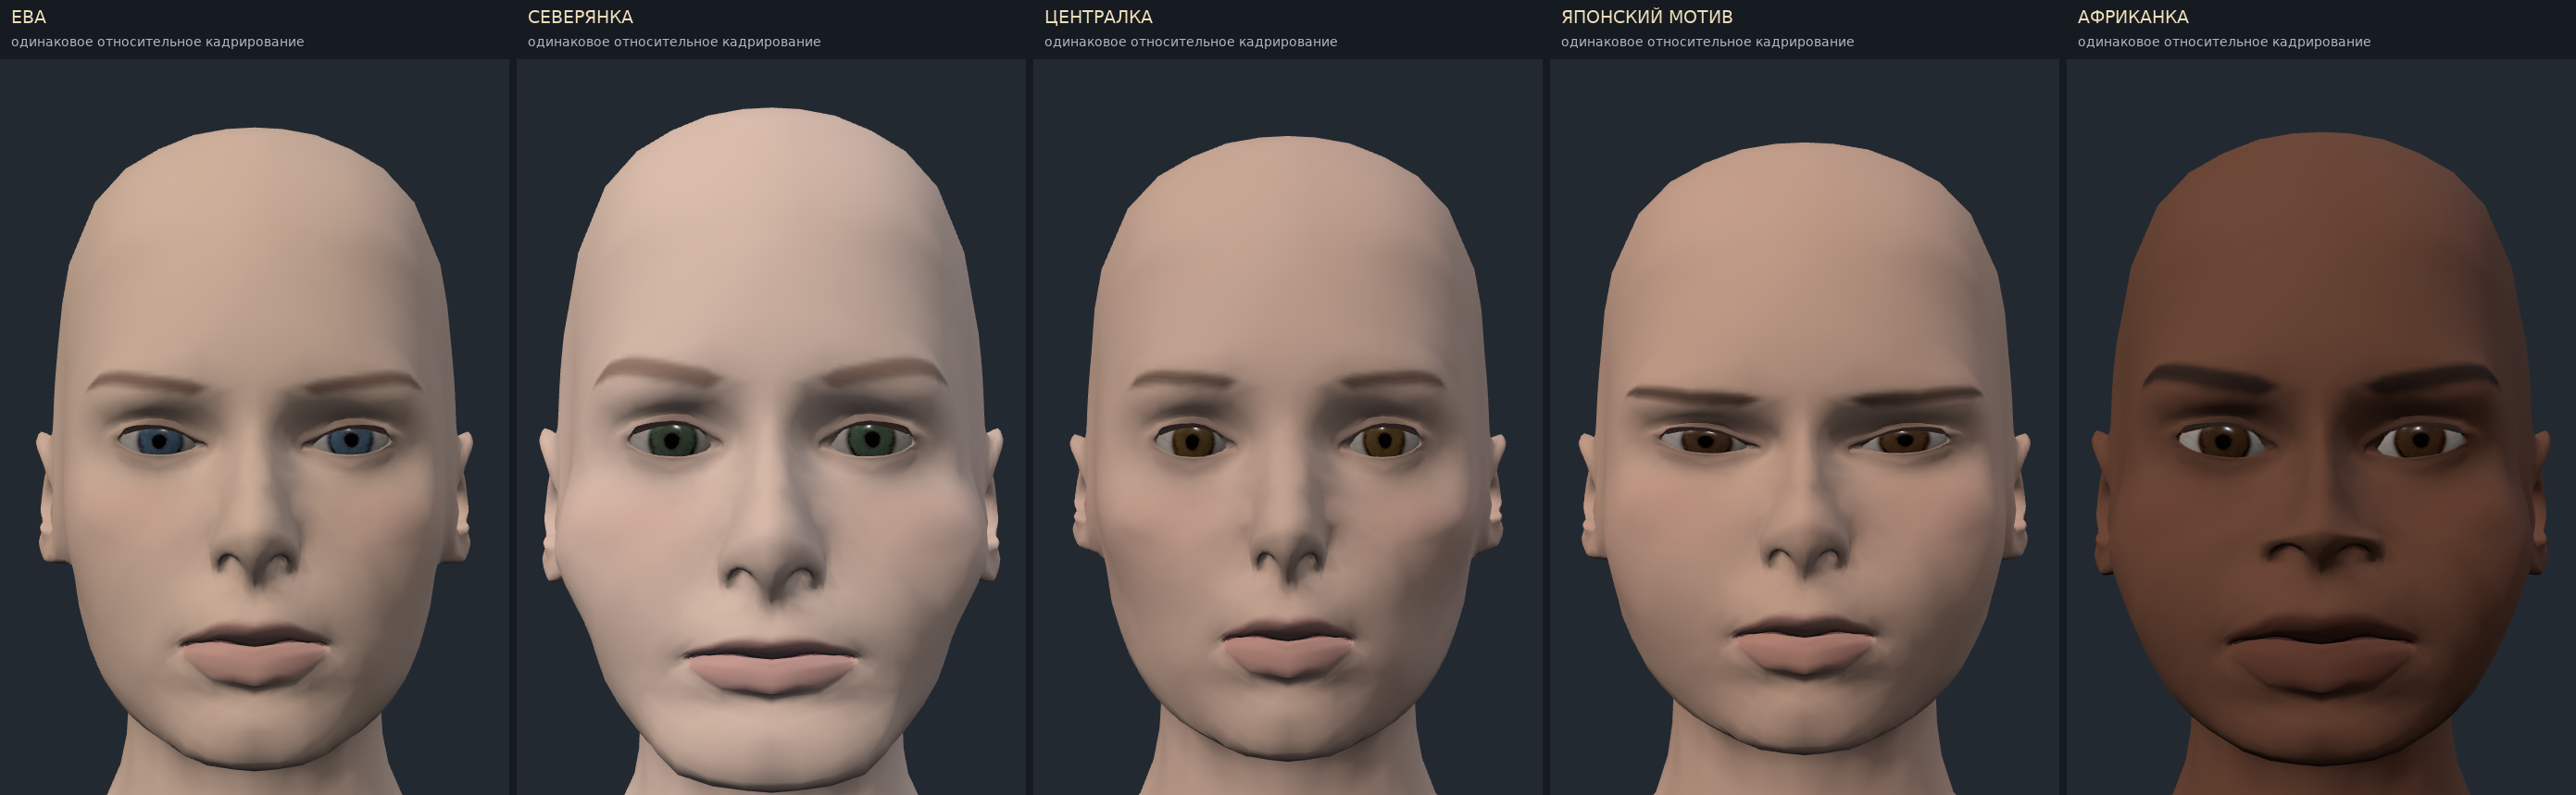 ЕВА
одинаковое относительное кадрирование
СЕВЕРЯНКА
одинаковое относительное кадрирование
ЦЕНТРАЛКА
одинаковое относительное кадрирование
ЯПОНСКИЙ МОТИВ
одинаковое относительное кадрирование
АФРИКАНКА
одинаковое относительное кадрирование